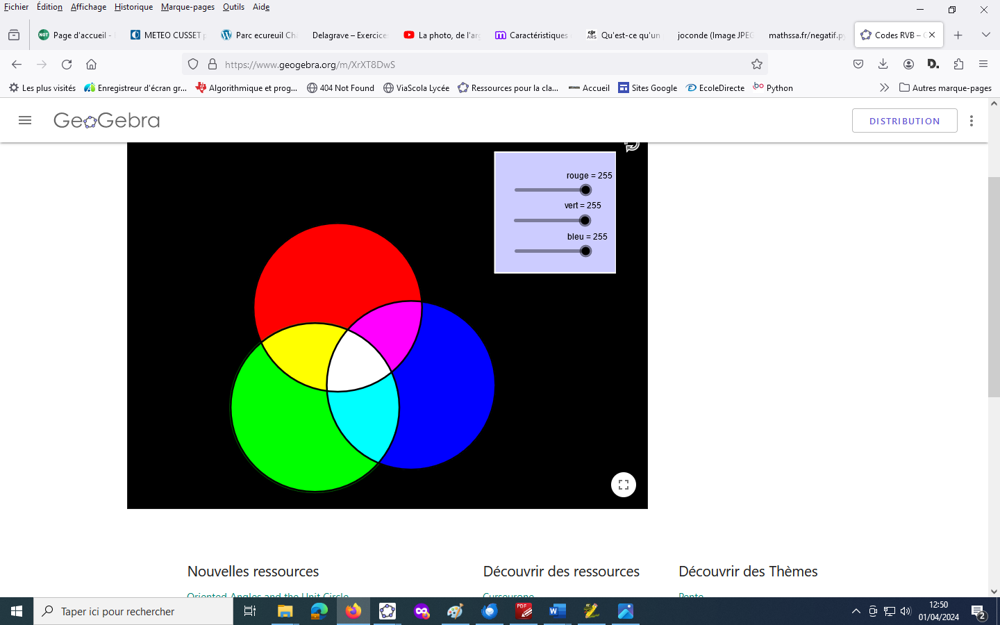 Fichier Édition Affichage Historique Marque-pages Outils Aide
Page d'accueil - METEO CUSSET Parc ecureuil Delagrave – Exercice La photo, de l'ar Caractéristiques Qu'est-ce qu'un joconde (Image JPEG mathssa.fr/negatif.py Codes RVB –
https://www.geogebra.org/m/XrXT8DwS
Les plus visités Enregistreur d'écran gr... Algorithmique et prog... 404 Not Found ViaScola Lycée Ressources pour la cla... Accueil Sites Google EcoleDirecte Python Autres marque-pages
GeoGebra
DISTRIBUTION
rouge = 255
vert = 255
bleu = 255
Nouvelles ressources Découvrir des ressources Découvrir des Thèmes
Oriented Angles and the Unit Circle Curseurone Pente
Taper ici pour rechercher
12:50
01/04/2024
2